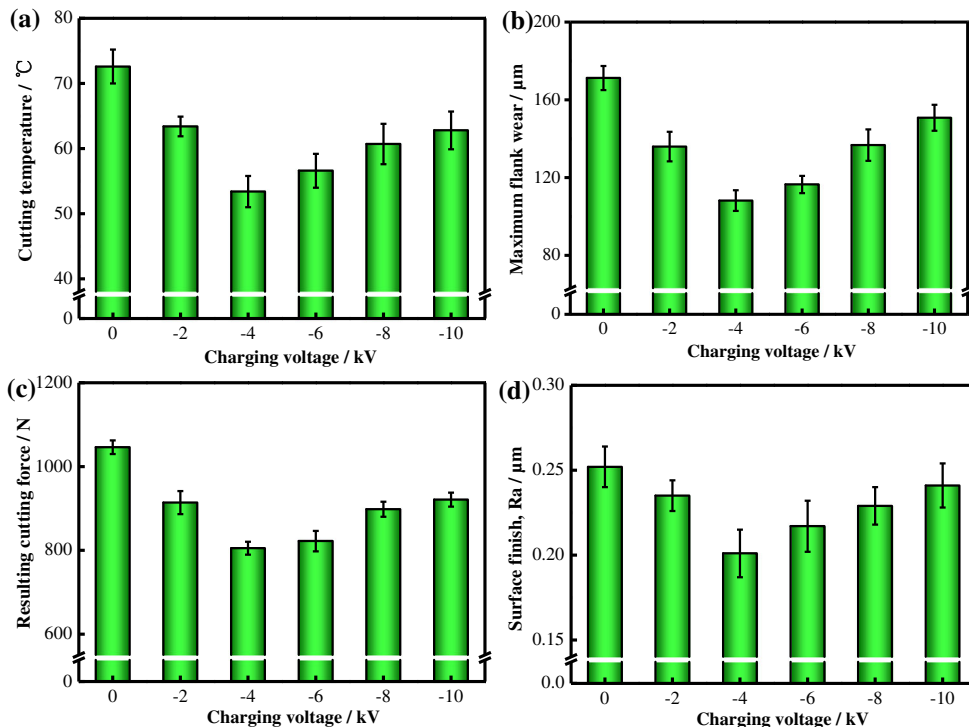 (a)
Cutting temperature / ℃
80
70
60
50
40
0
0 -2 -4 -6 -8 -10
Charging voltage / kV
(b)
Maximum flank wear / μm
200
160
120
80
0
0 -2 -4 -6 -8 -10
Charging voltage / kV
(c)
Resulting cutting force / N
1200
1000
800
600
0
0 -2 -4 -6 -8 -10
Charging voltage / kV
(d)
Surface finish, Ra / μm
0.30
0.25
0.20
0.15
0.0
0 -2 -4 -6 -8 -10
Charging voltage / kV